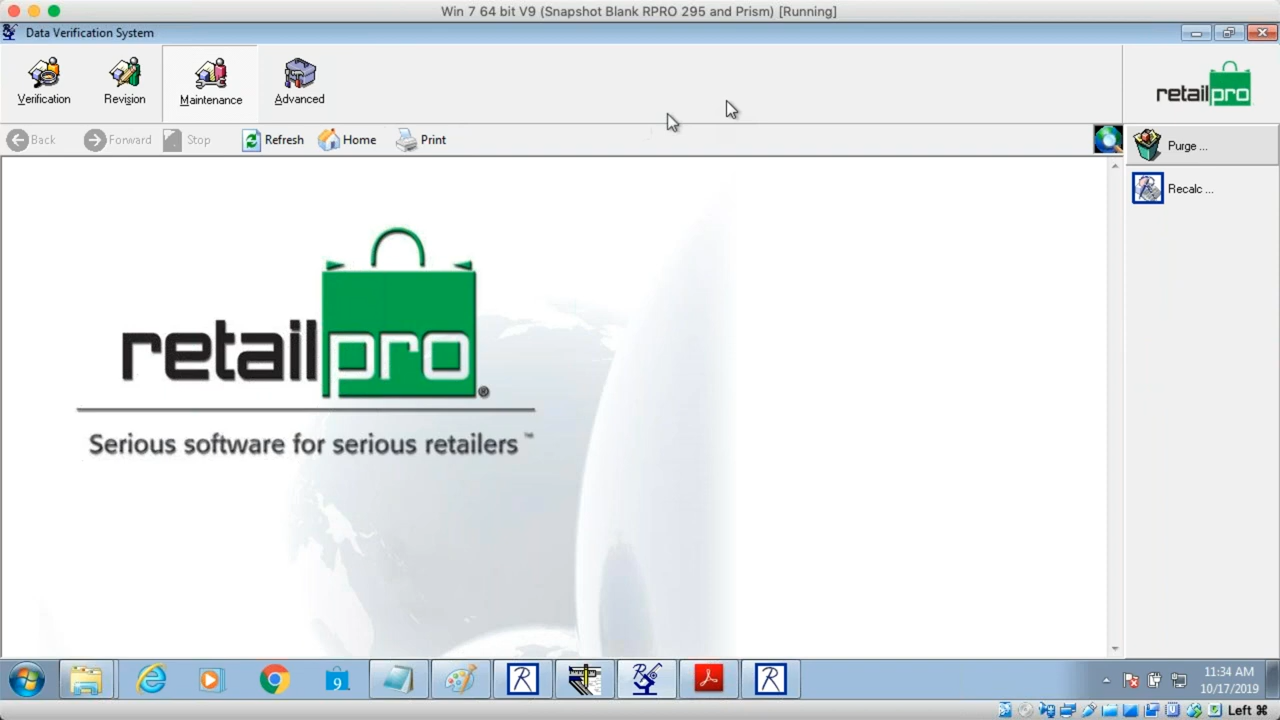 Win 7 64 bit V9 (Snapshot Blank RPRO 295 and Prism) [Running]
Data Verification System
Verification
Revision
Maintenance
Advanced
retailpro
Back
Forward
Stop
Refresh
Home
Print
Purge ...
Recalc ...
retailpro®
Serious software for serious retailers™
9
11:34 AM
10/17/2019
Left ⌘